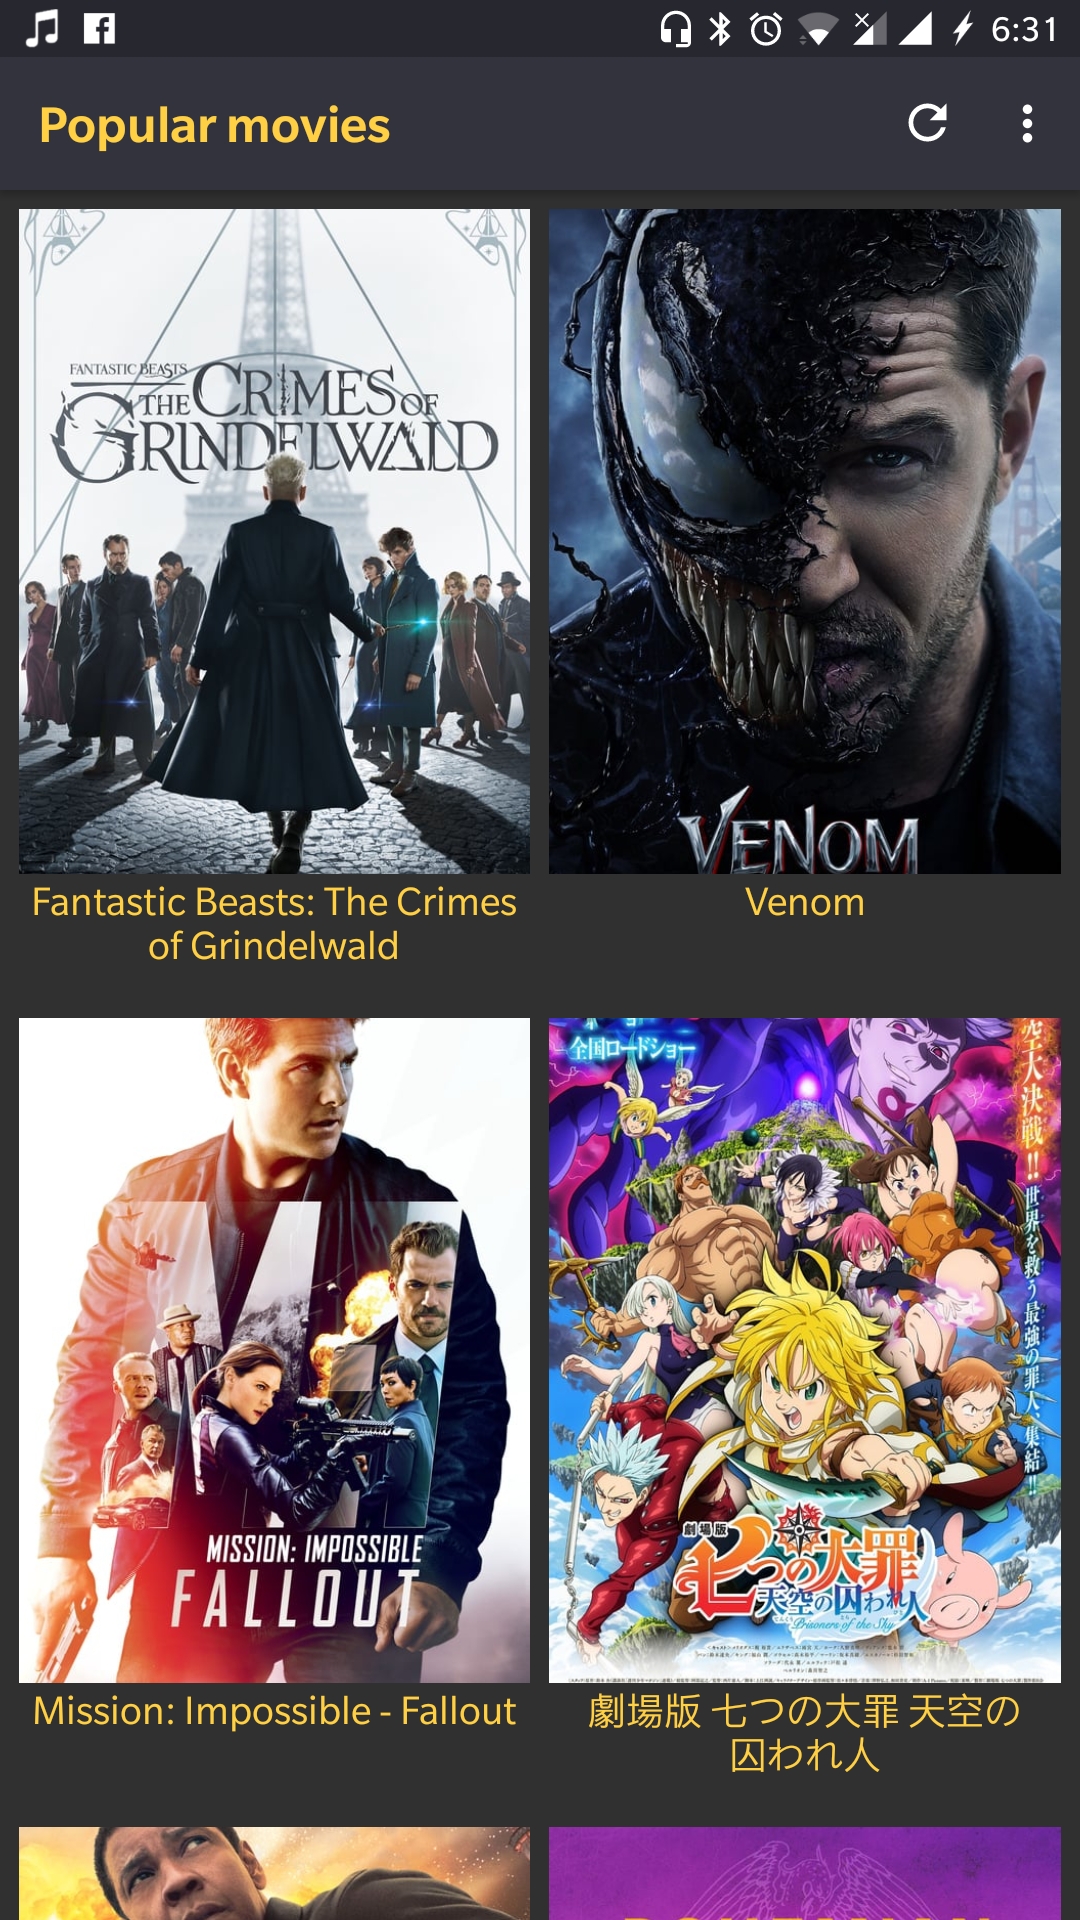 6:31
Popular movies
FANTASTIC BEASTS
THE CRIMES OF
GRINDELWALD
VENOM
Fantastic Beasts: The Crimes
of Grindelwald
Venom
MISSION: IMPOSSIBLE
FALLOUT
全国ロードショー
空大決戦!!
世界を救う最強の罪人、集結!!
劇場版
七つの大罪
天空の囚われ人
Prisoners of the Sky
Mission: Impossible - Fallout
劇場版 七つの大罪 天空の
囚われ人